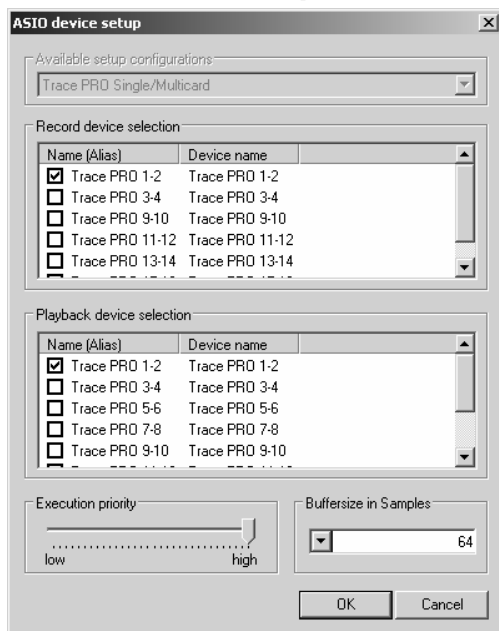 ASIO device setup
Available setup configurations
Trace PRO Single/Multicard
Record device selection
Name (Alias) Device name
Trace PRO 1-2 Trace PRO 1-2
Trace PRO 3-4 Trace PRO 3-4
Trace PRO 9-10 Trace PRO 9-10
Trace PRO 11-12 Trace PRO 11-12
Trace PRO 13-14 Trace PRO 13-14
Playback device selection
Name (Alias) Device name
Trace PRO 1-2 Trace PRO 1-2
Trace PRO 3-4 Trace PRO 3-4
Trace PRO 5-6 Trace PRO 5-6
Trace PRO 7-8 Trace PRO 7-8
Trace PRO 9-10 Trace PRO 9-10
Execution priority
low high
Buffersize in Samples
64
OK Cancel